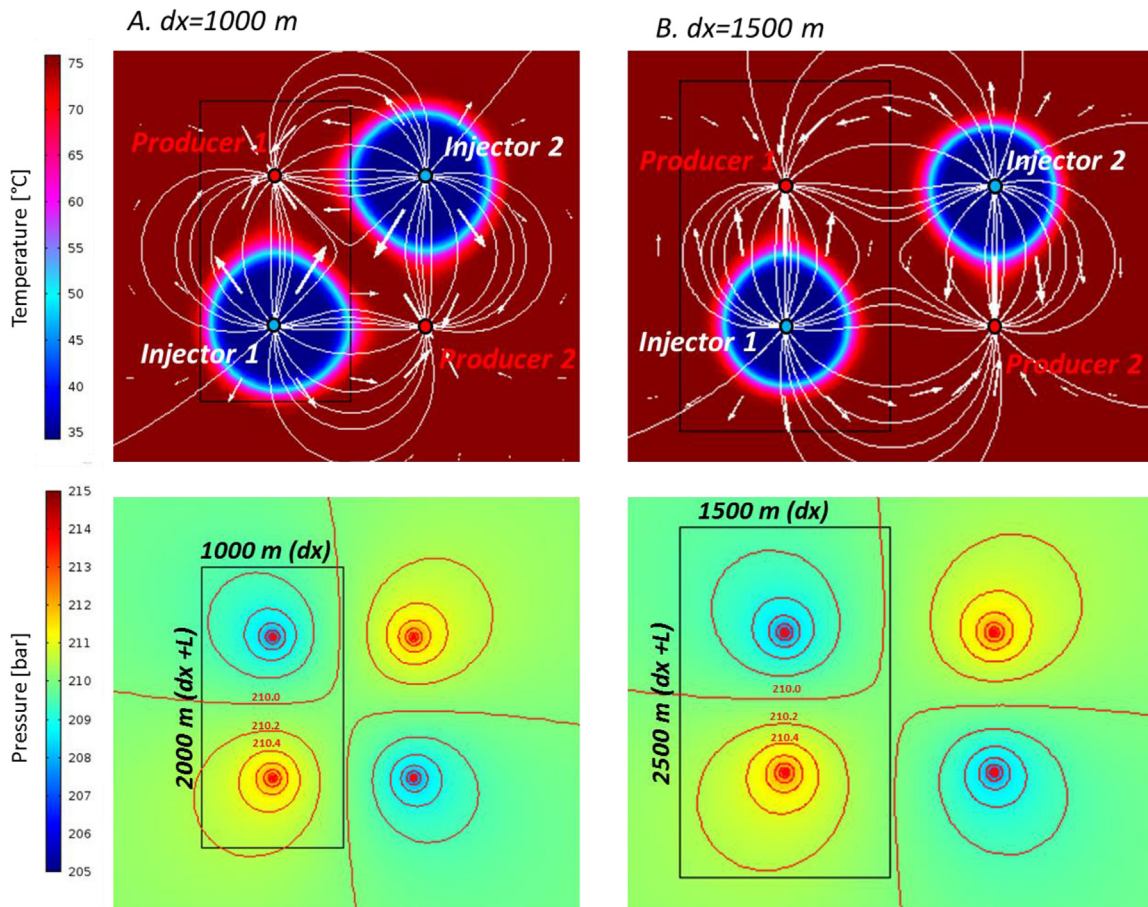 A. dx=1000 m
B. dx=1500 m
Temperature [°C]
75
70
65
60
55
50
45
40
35
Producer 1
Injector 2
Injector 1
Producer 2
Producer 1
Injector 2
Injector 1
Producer 2
Pressure [bar]
215
214
213
212
211
210
209
208
207
206
205
1000 m (dx)
2000 m (dx +L)
210.0
210.2
210.4
1500 m (dx)
2500 m (dx +L)
210.0
210.2
210.4